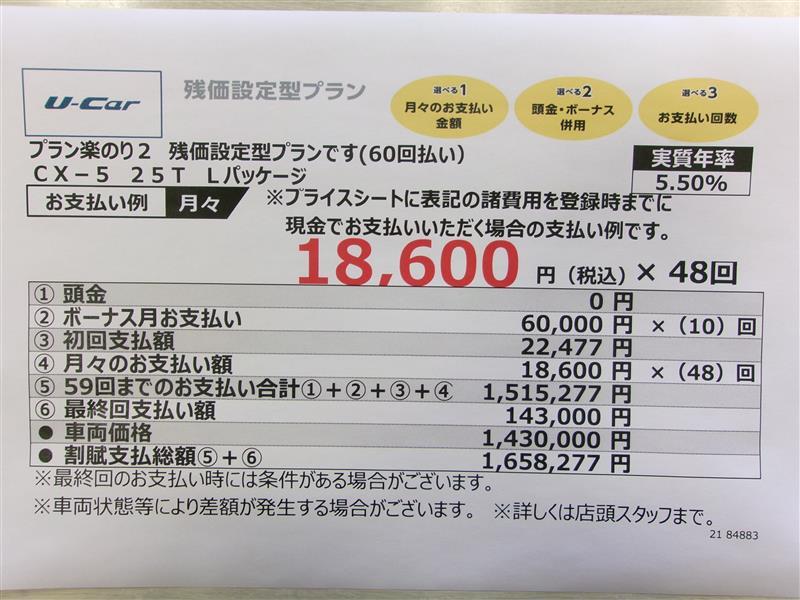 U-Car
残価設定型プラン
選べる1
月々のお支払い
金額
選べる2
頭金・ボーナス
併用
選べる3
お支払い回数
プラン楽のり2 残価設定型プランです(60回払い)
CX-5 25T Lパッケージ
実質年率
5.50%
お支払い例 月々
※プライスシートに表記の諸費用を登録時までに
現金でお支払いいただく場合の支払い例です。
18,600 円(税込)× 48回
① 頭金 0 円
② ボーナス月お支払い 60,000 円 ×(10)回
③ 初回支払額 22,477 円
④ 月々のお支払い額 18,600 円 ×(48)回
⑤ 59回までのお支払い合計①+②+③+④ 1,515,277 円
⑥ 最終回支払い額 143,000 円
● 車両価格 1,430,000 円
● 割賦支払総額⑤+⑥ 1,658,277 円
※最終回のお支払い時には条件がある場合がございます。
※車両状態等により差額が発生する場合がございます。 ※詳しくは店頭スタッフまで。
21 84883